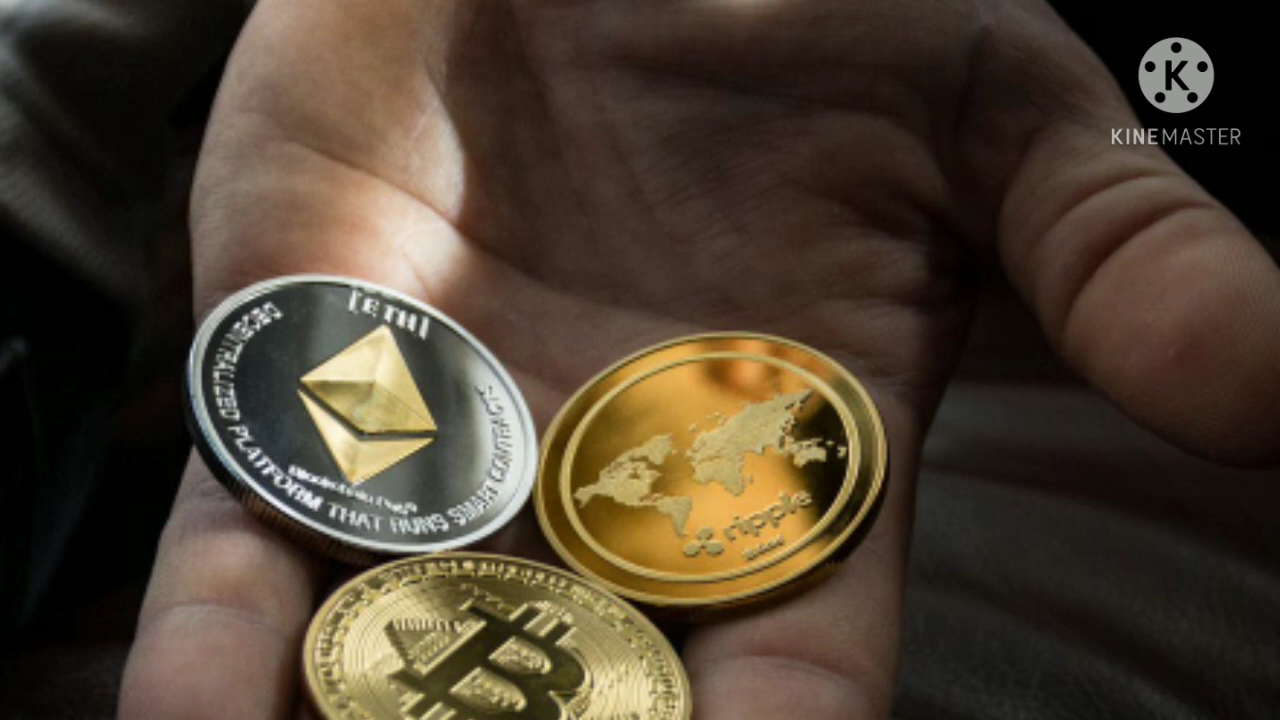 K
KINEMASTER
[ETH]
DECENTRALIZED PLATFORM THAT RUNS SMART CONTRACTS
ripple